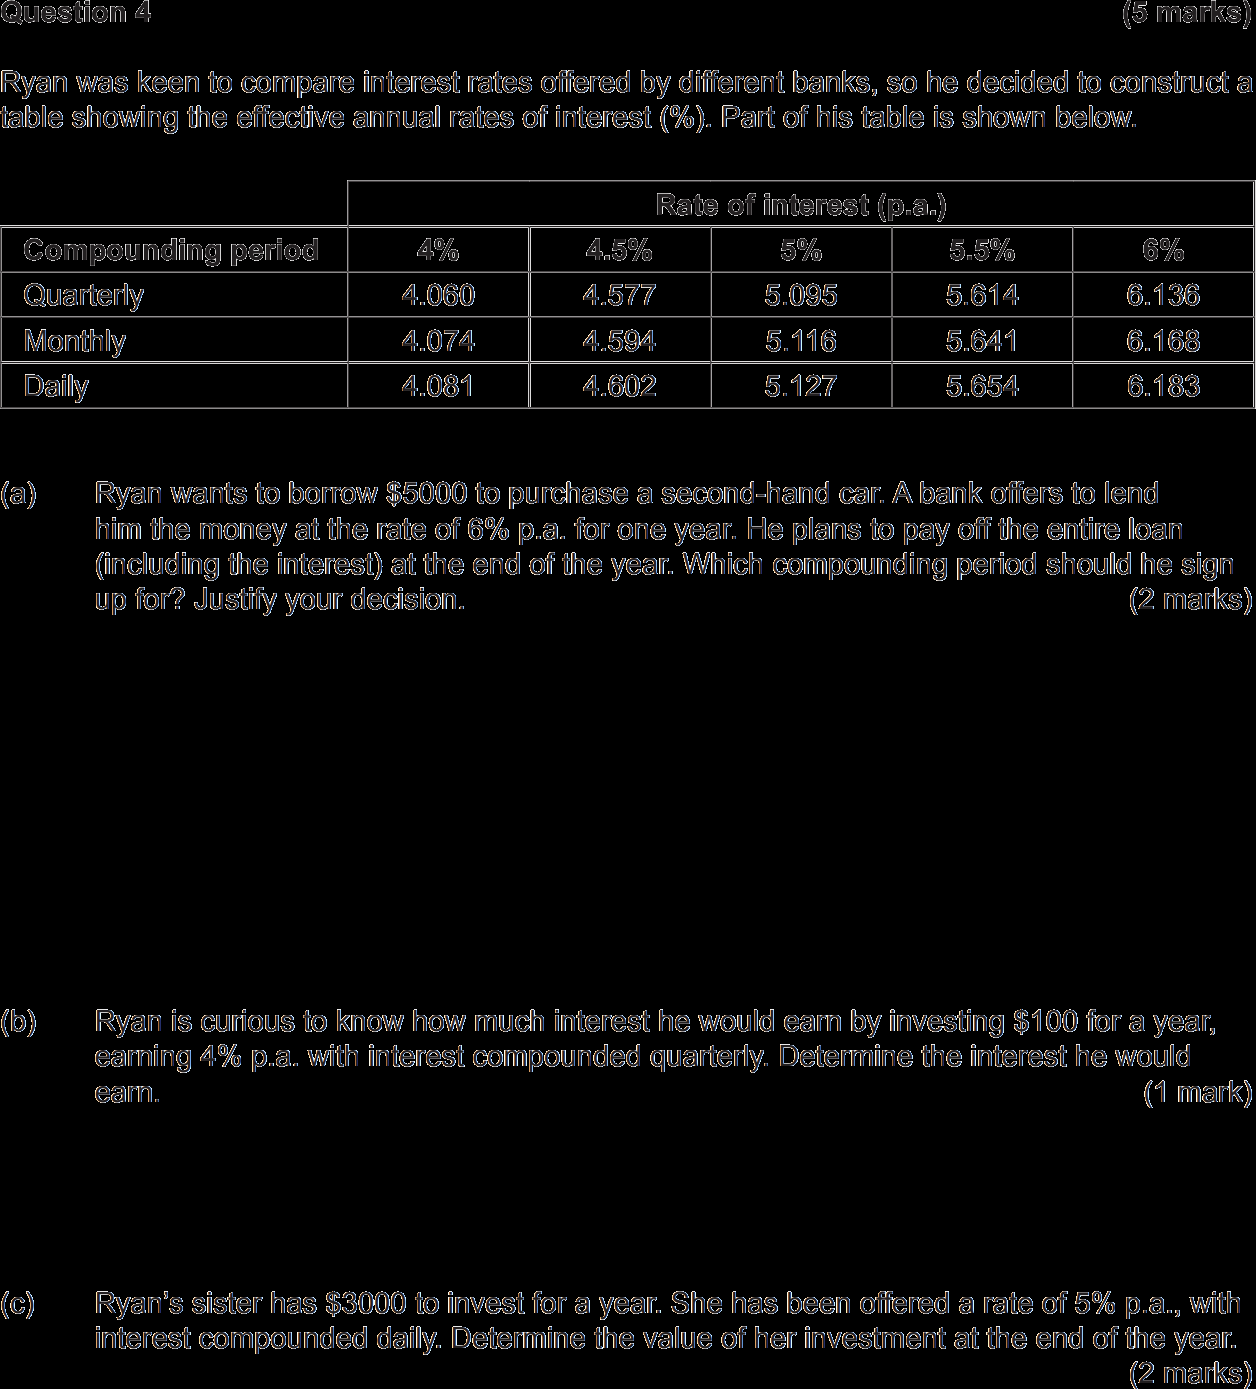 Question 4 (5 marks)
Ryan was keen to compare interest rates offered by different banks, so he decided to construct a
table showing the effective annual rates of interest (%). Part of his table is shown below.
Rate of interest (p.a.)
Compounding period 4% 4.5% 5% 5.5% 6%
Quarterly 4.060 4.577 5.095 5.614 6.136
Monthly 4.074 4.594 5.116 5.641 6.168
Daily 4.081 4.602 5.127 5.654 6.183
(a) Ryan wants to borrow $5000 to purchase a second-hand car. A bank offers to lend
him the money at the rate of 6% p.a. for one year. He plans to pay off the entire loan
(including the interest) at the end of the year. Which compounding period should he sign
up for? Justify your decision. (2 marks)
(b) Ryan is curious to know how much interest he would earn by investing $100 for a year,
earning 4% p.a. with interest compounded quarterly. Determine the interest he would
earn. (1 mark)
(c) Ryan’s sister has $3000 to invest for a year. She has been offered a rate of 5% p.a., with
interest compounded daily. Determine the value of her investment at the end of the year.
(2 marks)